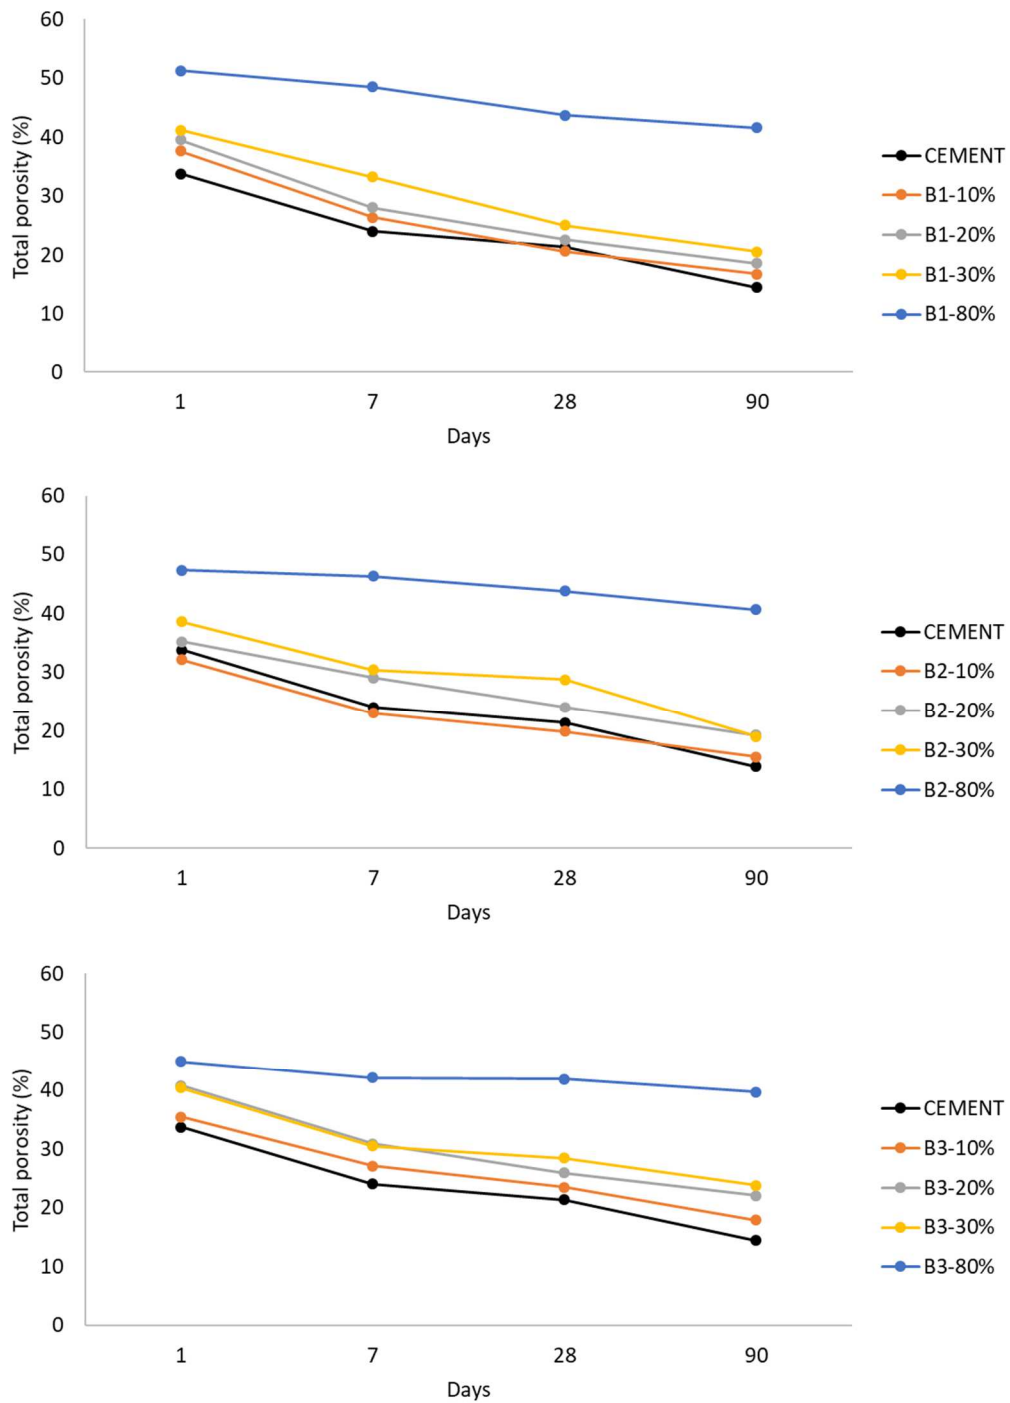 60
50
40
30
20
10
0
Total porosity (%)
1 7 28 90
Days
CEMENT
B1-10%
B1-20%
B1-30%
B1-80%
60
50
40
30
20
10
0
Total porosity (%)
1 7 28 90
Days
CEMENT
B2-10%
B2-20%
B2-30%
B2-80%
60
50
40
30
20
10
0
Total porosity (%)
1 7 28 90
Days
CEMENT
B3-10%
B3-20%
B3-30%
B3-80%